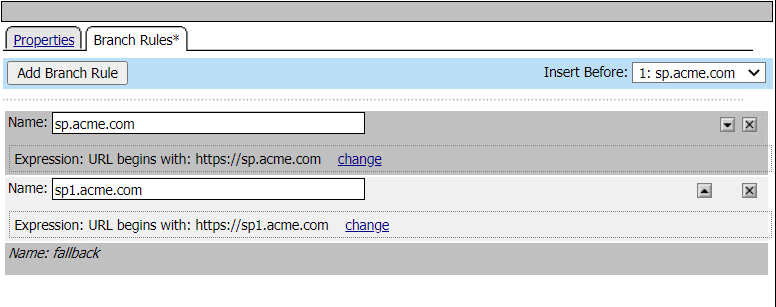 Properties Branch Rules*
Add Branch Rule Insert Before: 1: sp.acme.com
Name: sp.acme.com
Expression: URL begins with: https://sp.acme.com change
Name: sp1.acme.com
Expression: URL begins with: https://sp1.acme.com change
Name: fallback